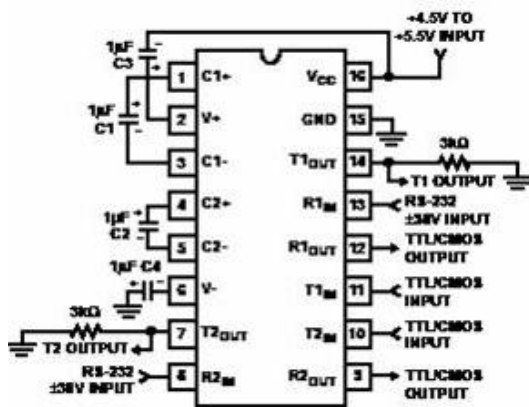 +4.5V TO
+5.5V INPUT
1µF
C3
1 C1+
VCC 16
1µF
C1
2 V+
GND 15
3 C1-
T1OUT 14
3kΩ
T1 OUTPUT
4 C2+
R1IN 13
RS-232
±30V INPUT
1µF
C2
5 C2-
R1OUT 12
TTL/CMOS
OUTPUT
1µF C4
6 V-
T1IN 11
TTL/CMOS
INPUT
3kΩ
7 T2OUT
T2IN 10
TTL/CMOS
INPUT
T2 OUTPUT
RS-232
±30V INPUT
8 R2IN
R2OUT 9
TTL/CMOS
OUTPUT